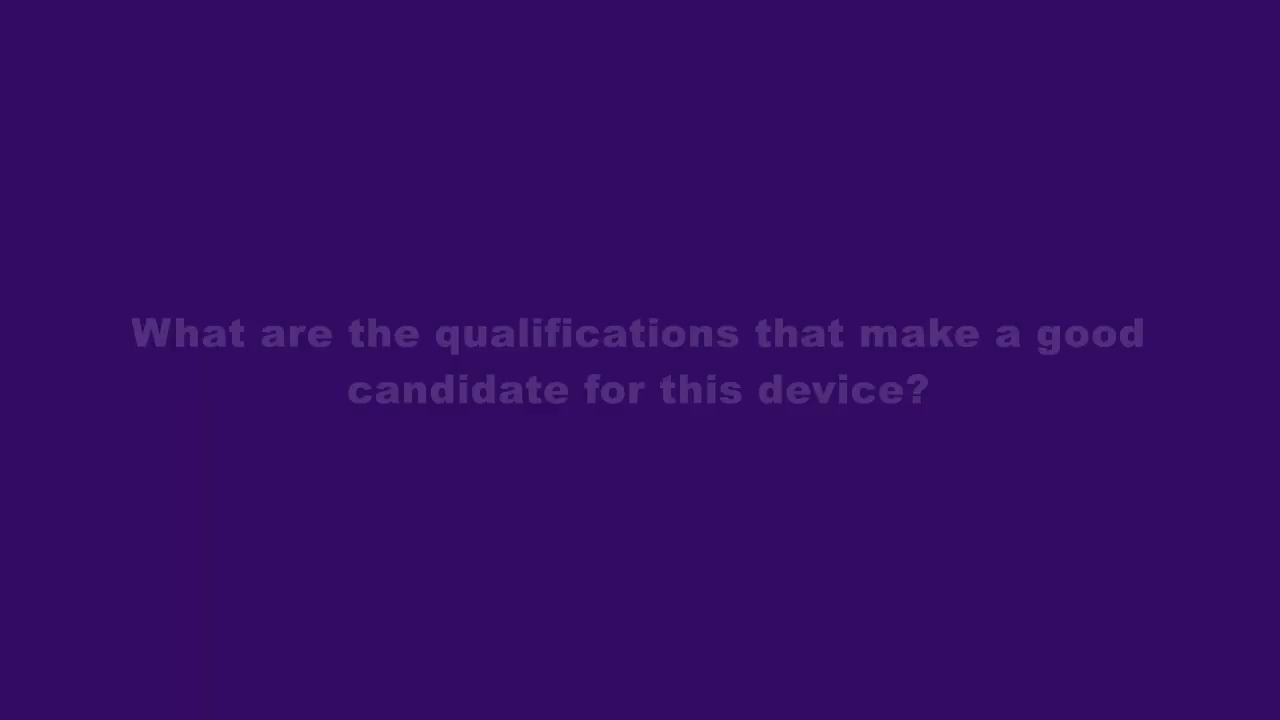 What are the qualifications that make a good
candidate for this device?